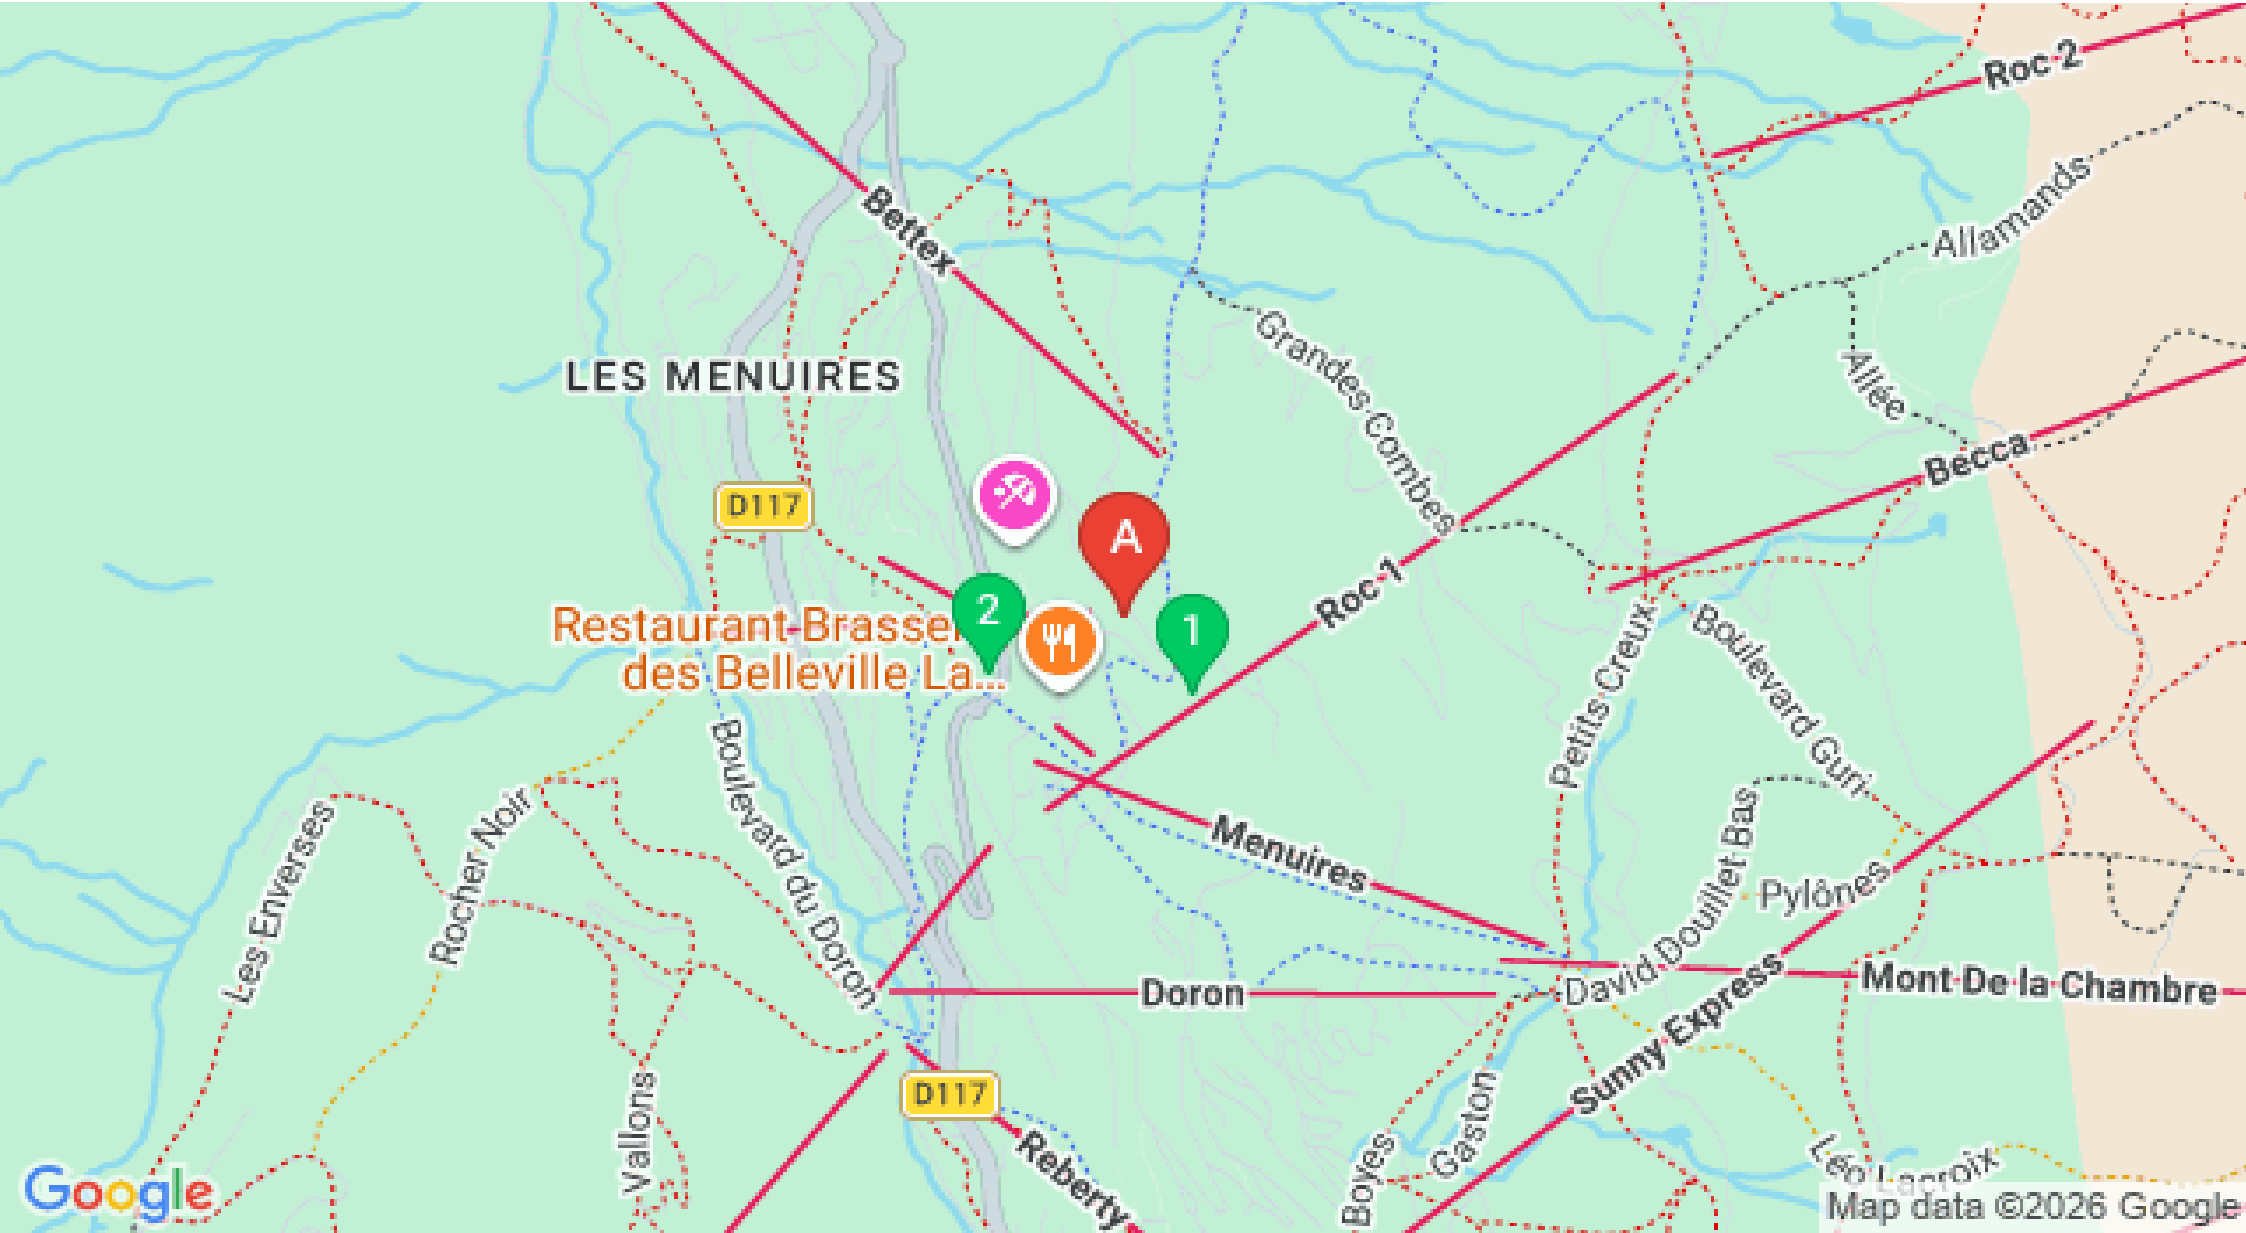 Roc 2
Allamands
Bettex
Grandes Combes
LES MENUIRES
Allée
Becca
D117
A
Roc 1
2
1
Restaurant Brasse
des Belleville La...
Petits Creux
Boulevard Guri
Boulevard du Doron
Les Enverses
Rocher Noir
Menuires
David Douillet Bas
Pylônes
Doron
Mont De la Chambre
Sunny Express
D117
Vallons
Reberty
Boyes
Gaston
Léo Lacroix
Google
Map data ©2026 Google